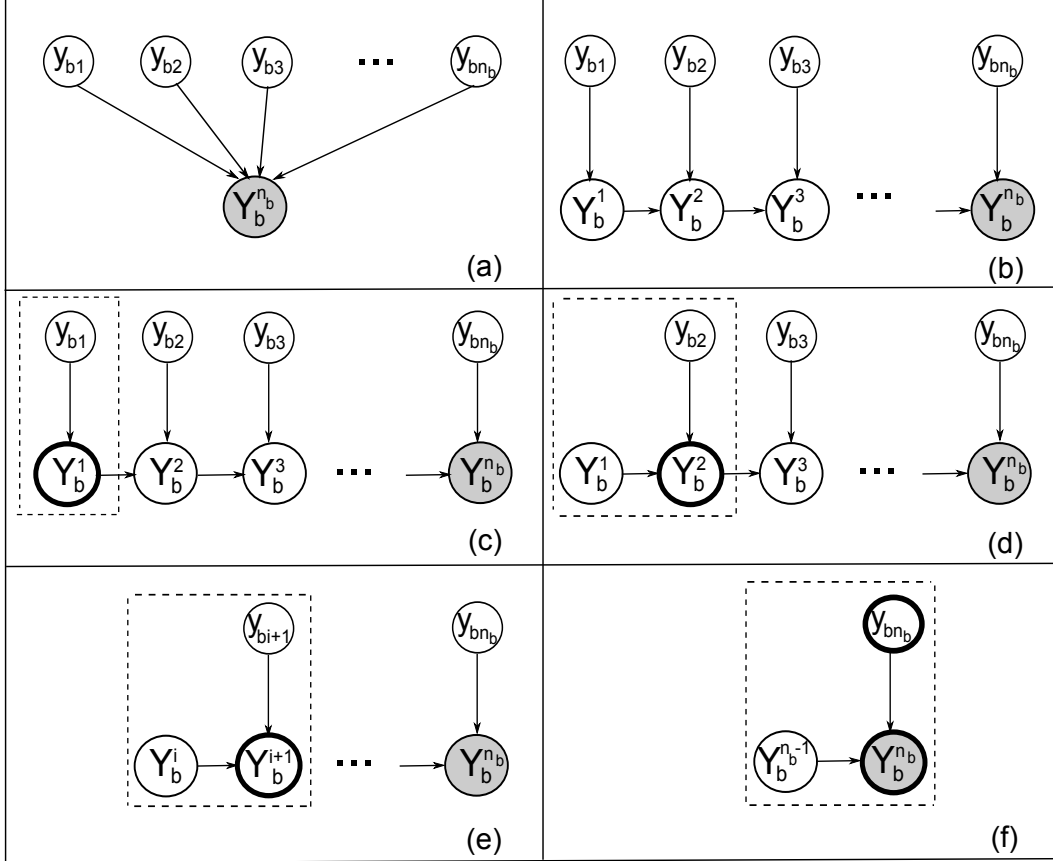 y_b1 y_b2 y_b3 ... y_bn_b
Y_b^n_b
(a)
y_b1 y_b2 y_b3 y_bn_b
Y_b^1 Y_b^2 Y_b^3 ... Y_b^n_b
(b)
y_b1 y_b2 y_b3 y_bn_b
Y_b^1 Y_b^2 Y_b^3 ... Y_b^n_b
(c)
y_b2 y_b3 y_bn_b
Y_b^1 Y_b^2 Y_b^3 ... Y_b^n_b
(d)
y_bi+1 y_bn_b
Y_b^i Y_b^i+1 ... Y_b^n_b
(e)
y_bn_b
Y_b^n_b-1 Y_b^n_b
(f)